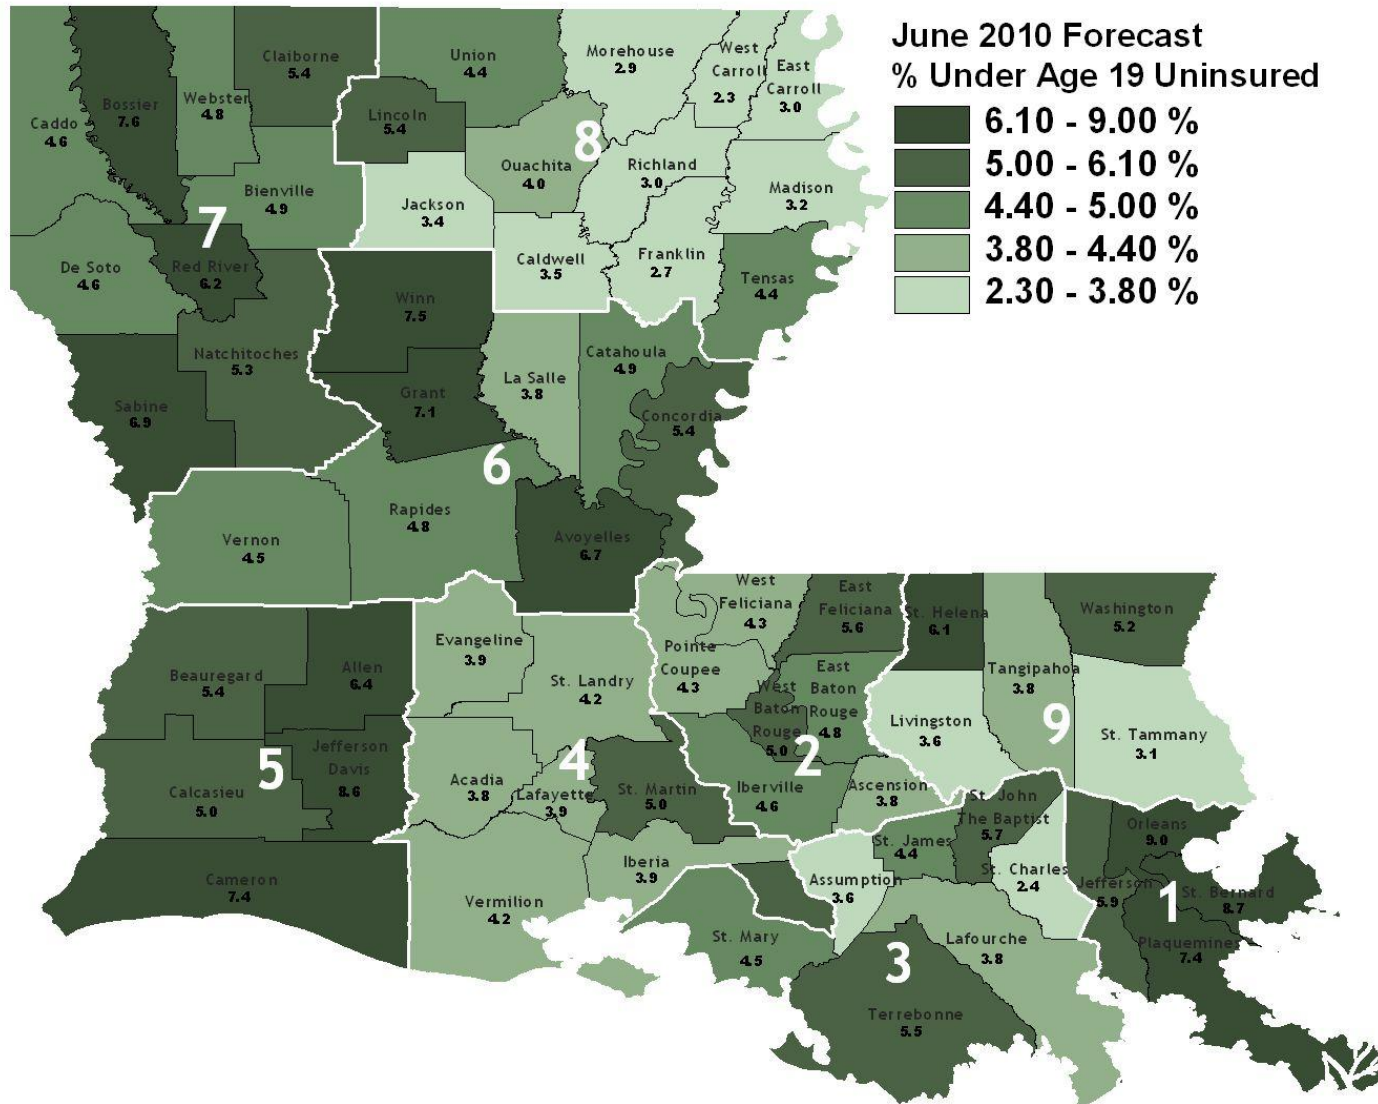 June 2010 Forecast
% Under Age 19 Uninsured
6.10 - 9.00 %
5.00 - 6.10 %
4.40 - 5.00 %
3.80 - 4.40 %
2.30 - 3.80 %
Caddo
4.6
Bossier
7.6
Webster
4.8
Claiborne
5.4
Bienville
4.9
7
De Soto
4.6
Red River
6.2
Natchitoches
5.3
Sabine
6.9
Union
4.4
Lincoln
5.4
Morehouse
2.9
West
Carroll
2.3
East
Carroll
3.0
8
Ouachita
4.0
Richland
3.0
Madison
3.2
Jackson
3.4
Caldwell
3.5
Franklin
2.7
Tensas
4.4
Winn
7.5
Grant
7.1
La Salle
3.8
Catahoula
4.9
Concordia
5.4
6
Vernon
4.5
Rapides
4.8
Avoyelles
6.7
Beauregard
5.4
Allen
6.4
5
Calcasieu
5.0
Jefferson
Davis
8.6
Cameron
7.4
Evangeline
3.9
St. Landry
4.2
4
Acadia
3.8
Lafayette
3.9
St. Martin
5.0
Vermilion
4.2
Iberia
3.9
West
Feliciana
4.3
East
Feliciana
5.6
Pointe
Coupee
4.3
West
Baton
Rouge
5.0
East
Baton
Rouge
4.8
2
Iberville
4.6
Ascension
3.8
St. Helena
6.1
Tangipahoa
3.8
Washington
5.2
Livingston
3.6
9
St. Tammany
3.1
St. John
The Baptist
5.7
St. James
4.4
St. Charles
2.4
Assumption
3.6
St. Mary
4.5
Lafourche
3.8
3
Terrebonne
5.5
Orleans
9.0
Jefferson
5.9
1
St. Bernard
8.7
Plaquemines
7.4